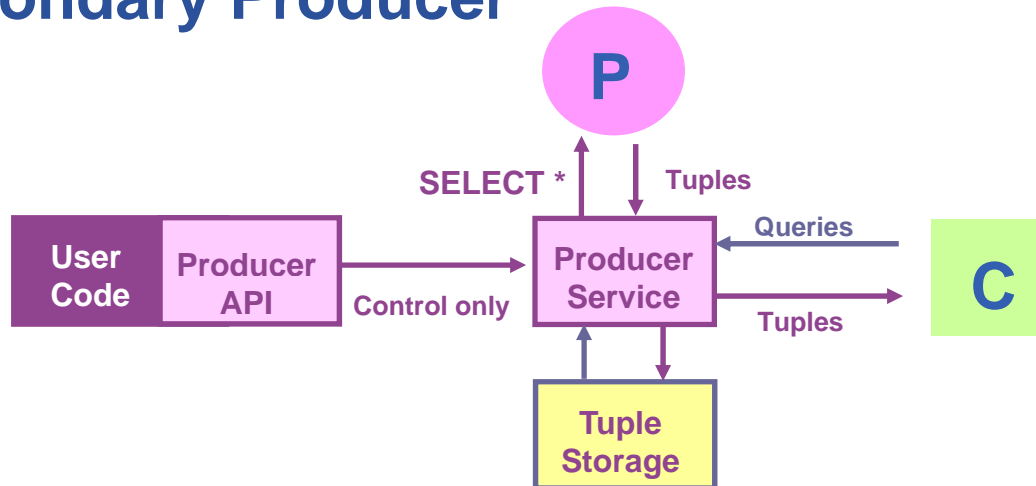 ondary Producer
P
SELECT *
Tuples
User
Code
Producer
API
Control only
Producer
Service
Queries
Tuples
C
Tuple
Storage